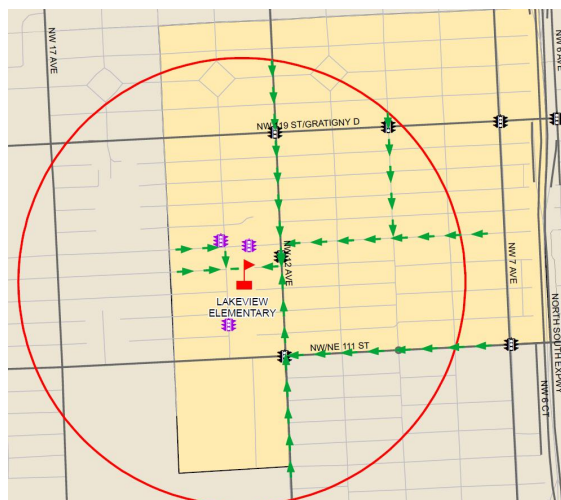 NW 17 AVE
NW 6 AVE
NW 119 ST/GRATIGNY D
NW 12 AVE
NW 7 AVE
LAKEVIEW
ELEMENTARY
NORTH SOUTH EXPWY
NW/NE 111 ST
NW 6 CT